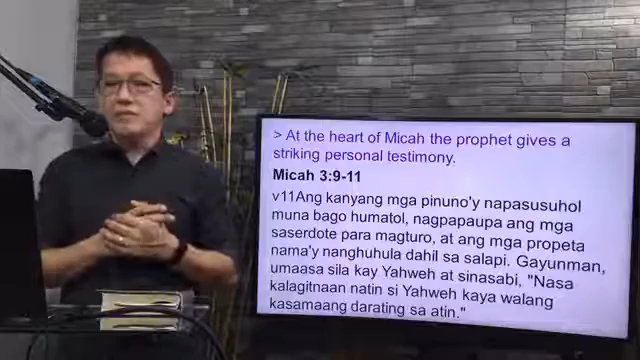 > At the heart of Micah the prophet gives a
striking personal testimony.
Micah 3:9-11
v11Ang kanyang mga pinuno'y napasusuhol
muna bago humatol, nagpapaupa ang mga
saserdote para magturo, at ang mga propeta
nama'y nanghuhula dahil sa salapi. Gayunman,
umaasa sila kay Yahweh at sinasabi, "Nasa
kalagitnaan natin si Yahweh kaya walang
kasamaang darating sa atin."